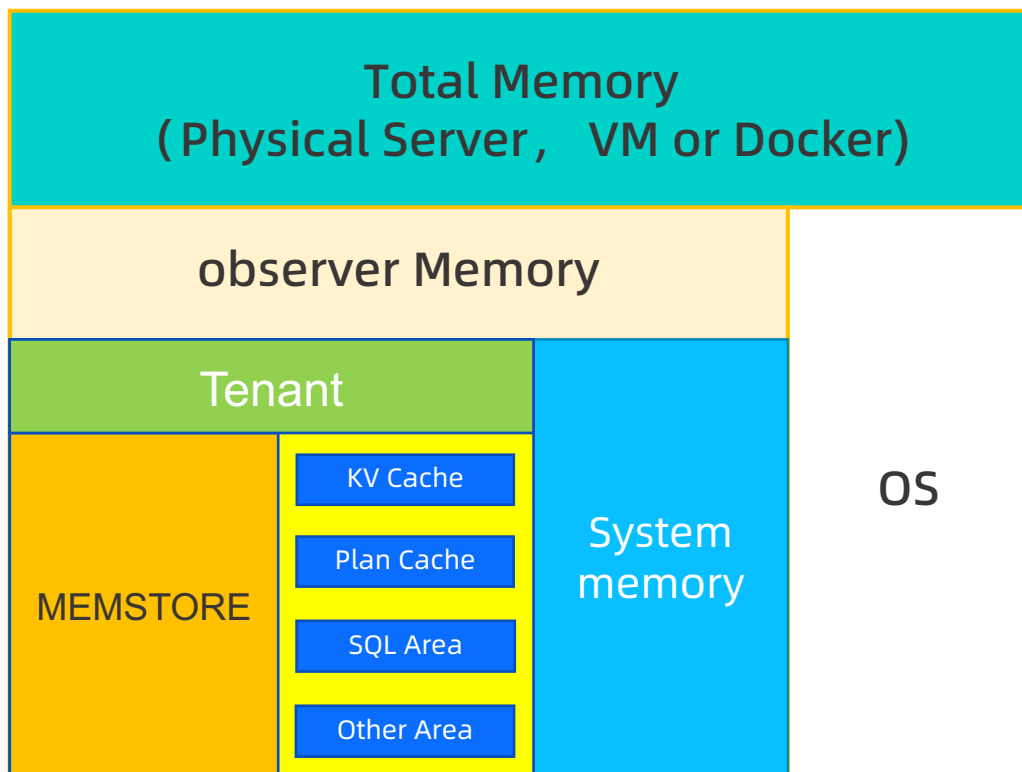 Total Memory
（Physical Server， VM or Docker)
observer Memory
Tenant
KV Cache
Plan Cache
SQL Area
Other Area
MEMSTORE
System
memory
OS